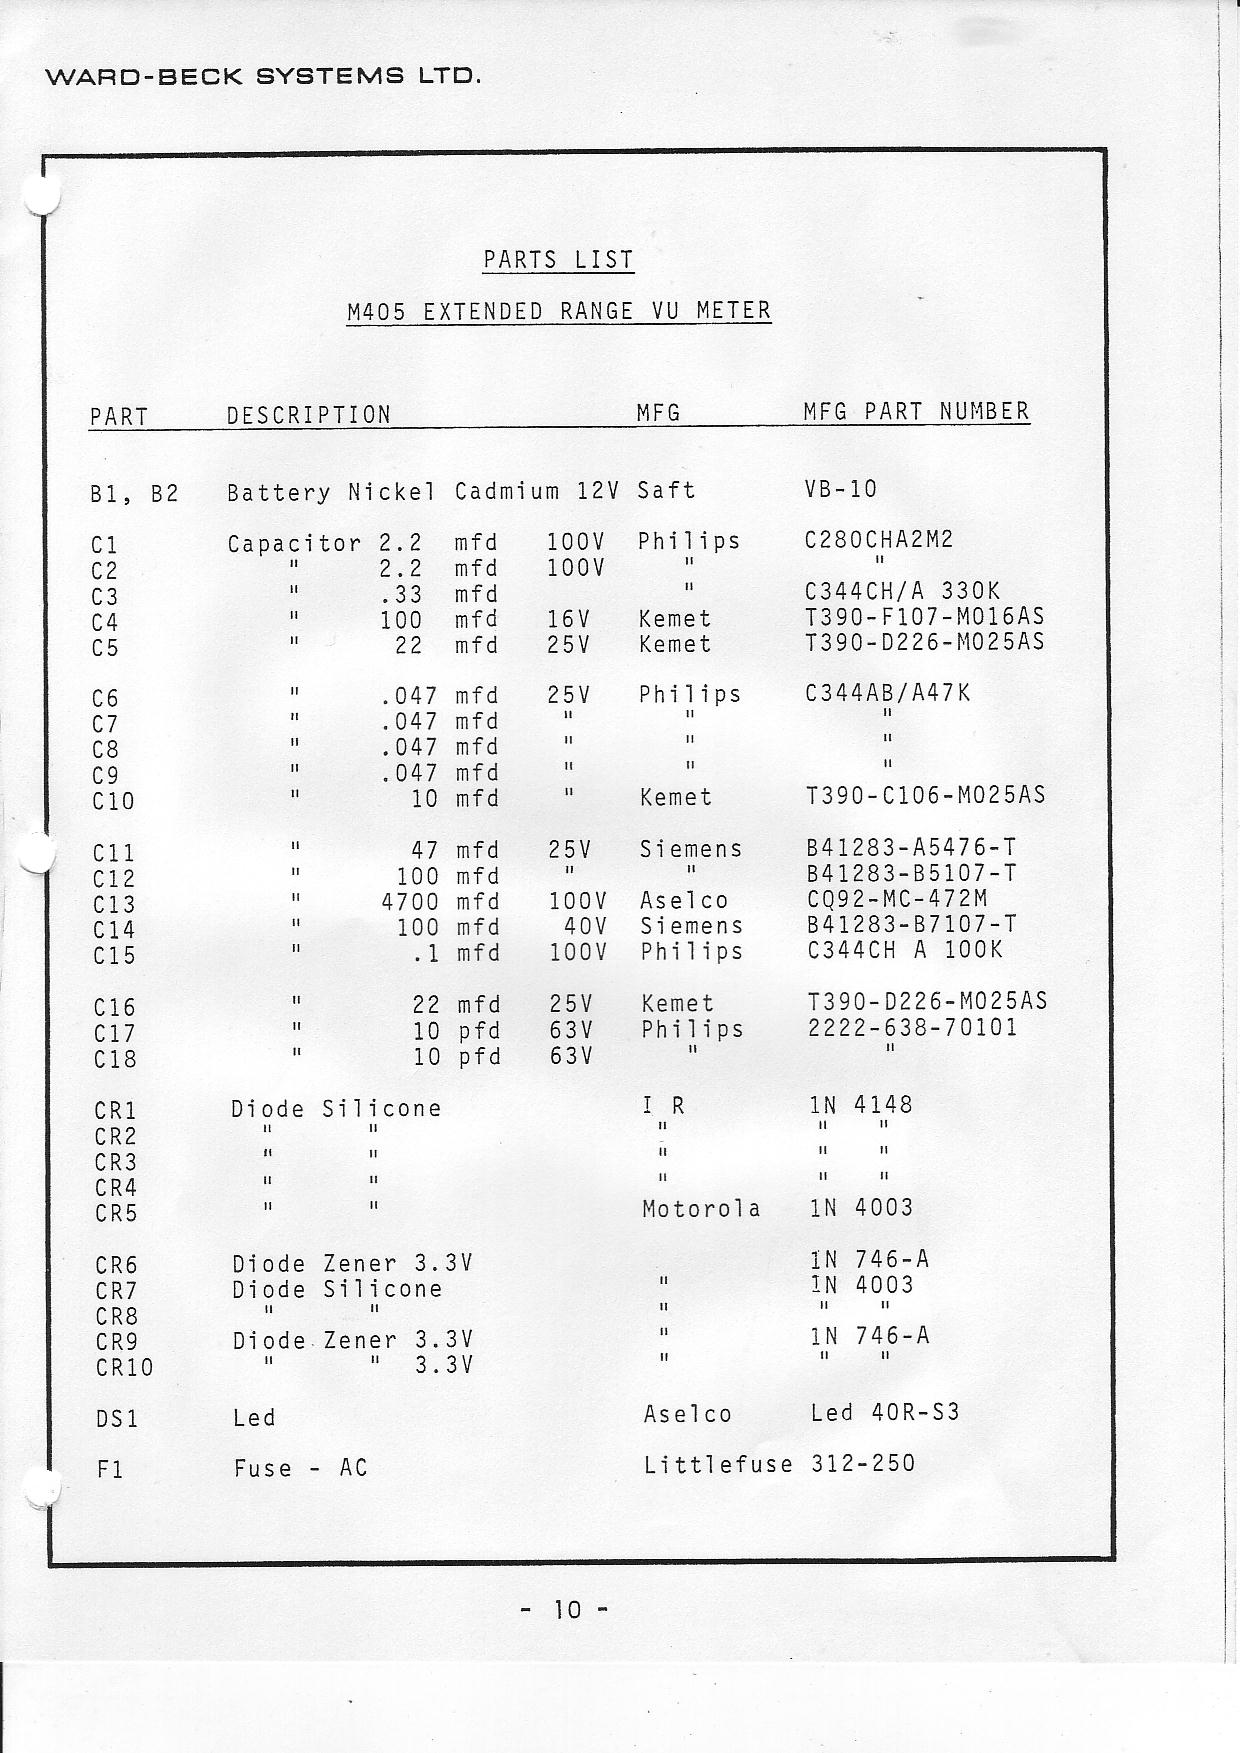 WARD-BECK SYSTEMS LTD.
PARTS LIST
M405 EXTENDED RANGE VU METER
PART DESCRIPTION MFG MFG PART NUMBER
B1, B2 Battery Nickel Cadmium 12V Saft VB-10
C1 Capacitor 2.2 mfd 100V Philips C280CHA2M2
C2 " 2.2 mfd 100V " "
C3 " .33 mfd " C344CH/A 330K
C4 " 100 mfd 16V Kemet T390-F107-M016AS
C5 " 22 mfd 25V Kemet T390-D226-M025AS
C6 " .047 mfd 25V Philips C344AB/A47K
C7 " .047 mfd " " "
C8 " .047 mfd " " "
C9 " .047 mfd " " "
C10 " 10 mfd " Kemet T390-C106-M025AS
C11 " 47 mfd 25V Siemens B41283-A5476-T
C12 " 100 mfd " " B41283-B5107-T
C13 " 4700 mfd 100V Aselco CQ92-MC-472M
C14 " 100 mfd 40V Siemens B41283-B7107-T
C15 " .1 mfd 100V Philips C344CH A 100K
C16 " 22 mfd 25V Kemet T390-D226-M025AS
C17 " 10 pfd 63V Philips 2222-638-70101
C18 " 10 pfd 63V " "
CR1 Diode Silicone I R 1N 4148
CR2 " " " " "
CR3 " " " " "
CR4 " " " " "
CR5 " " Motorola 1N 4003
CR6 Diode Zener 3.3V 1N 746-A
CR7 Diode Silicone " 1N 4003
CR8 " " " " "
CR9 Diode Zener 3.3V " 1N 746-A
CR10 " " 3.3V " " "
DS1 Led Aselco Led 40R-S3
F1 Fuse - AC Littlefuse 312-250
- 10 -